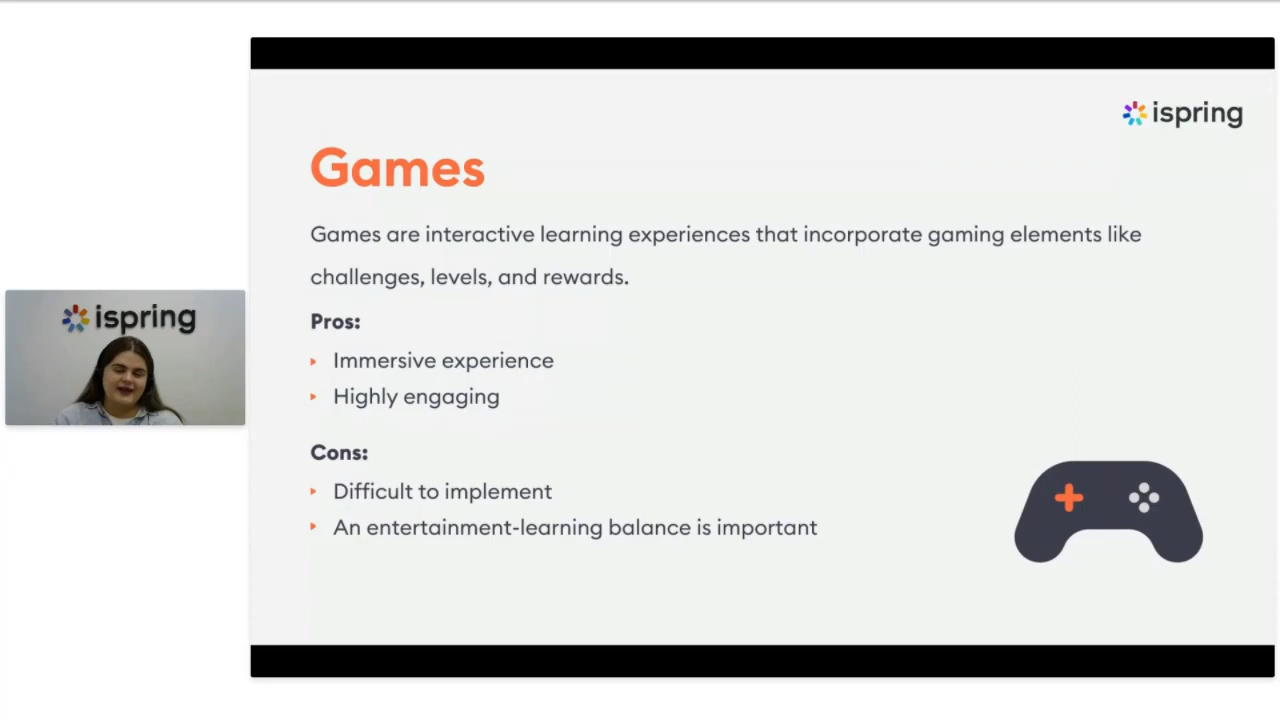 ispring
Games
Games are interactive learning experiences that incorporate gaming elements like
challenges, levels, and rewards.
Pros:
Immersive experience
Highly engaging
Cons:
Difficult to implement
An entertainment-learning balance is important
ispring